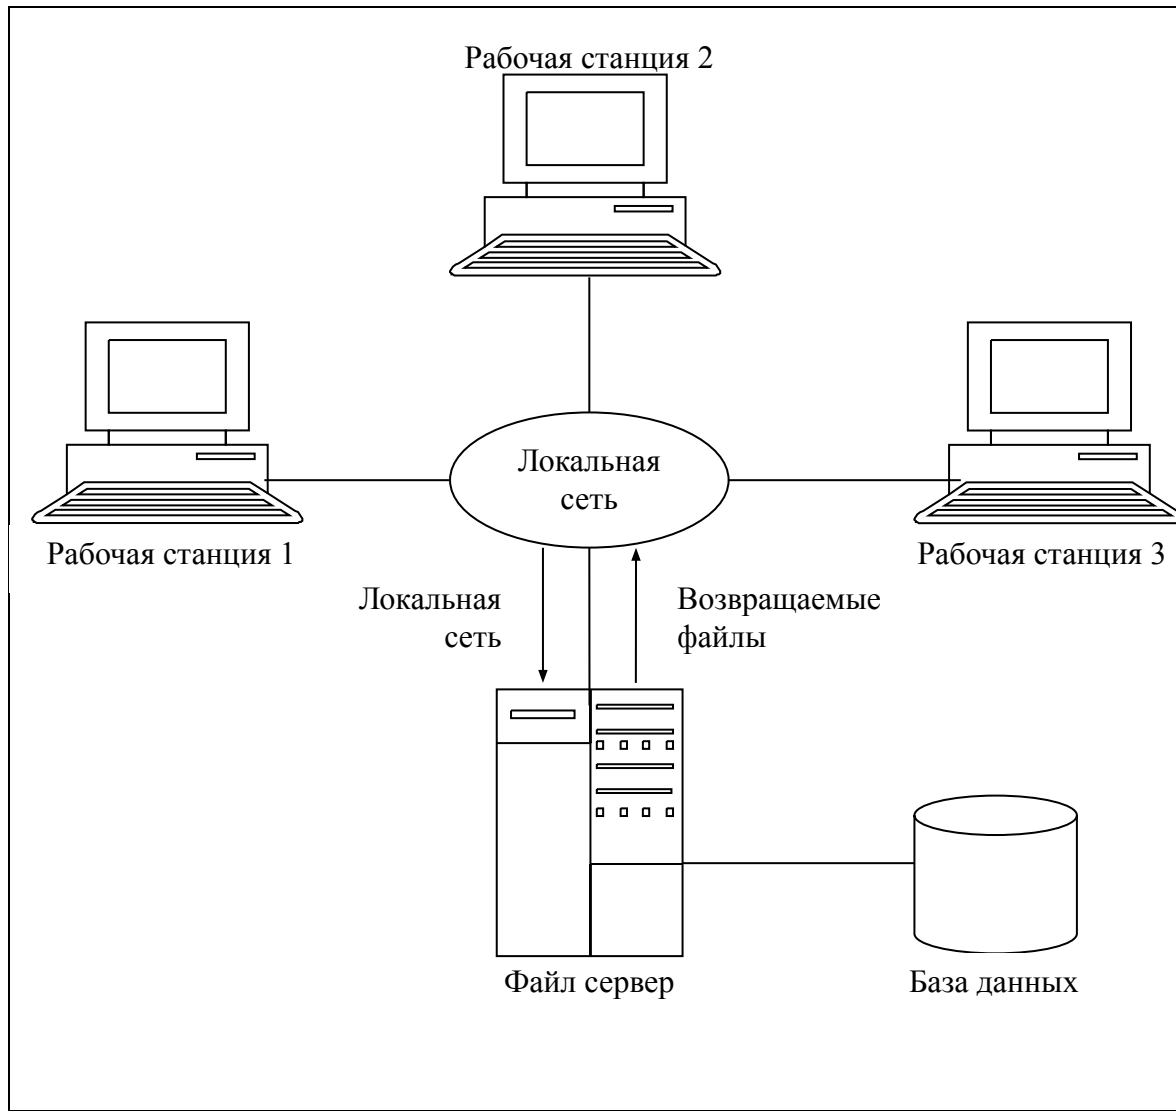 Рабочая станция 2
Локальная
сеть
Рабочая станция 1
Рабочая станция 3
Локальная
сеть
Возвращаемые
файлы
Файл сервер
База данных